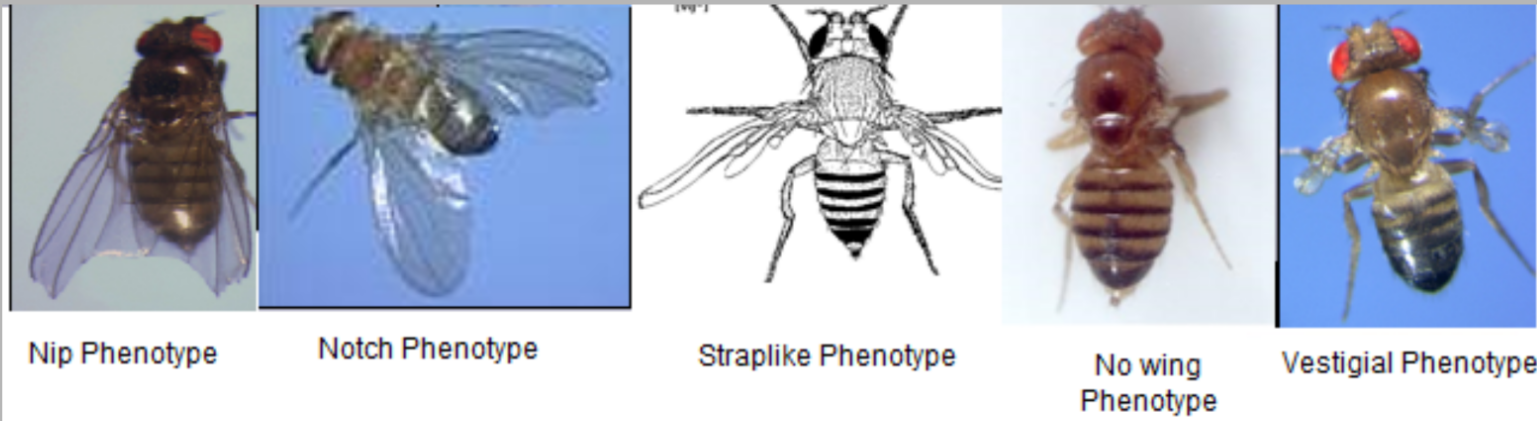 Nip Phenotype
Notch Phenotype
Straplike Phenotype
No wing
Phenotype
Vestigial Phenotype